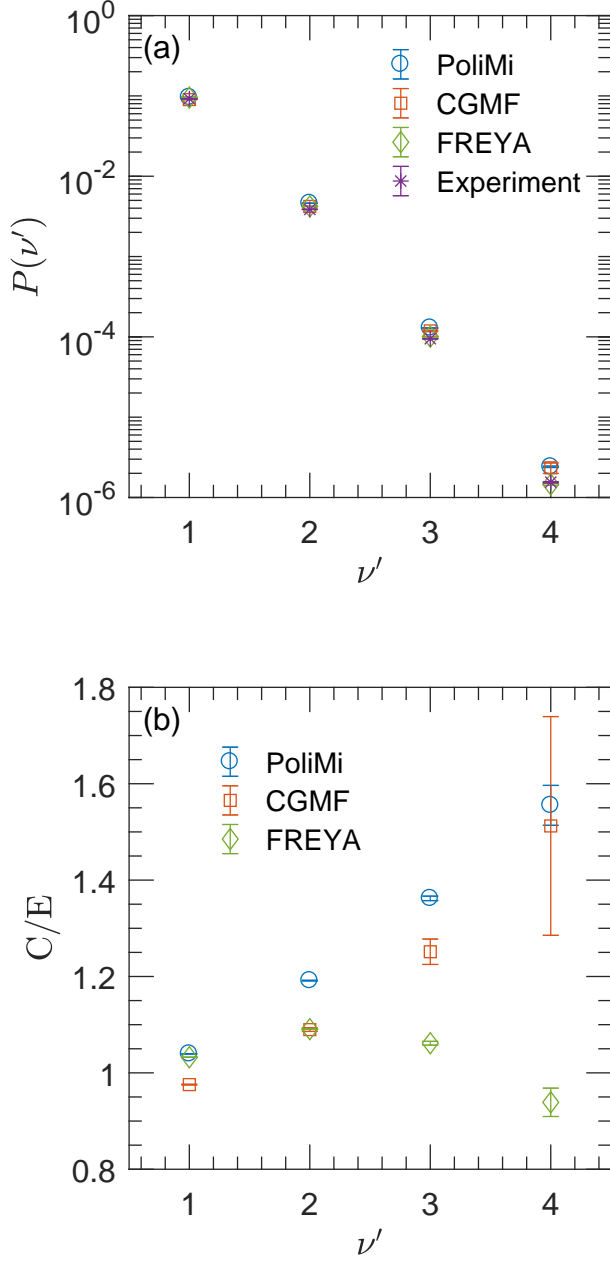 (a)
10^0
10^-2
10^-4
10^-6
P(ν′)
PoliMi
CGMF
FREYA
Experiment
1 2 3 4
ν′
(b)
1.8
1.6
1.4
1.2
1
0.8
C/E
PoliMi
CGMF
FREYA
1 2 3 4
ν′